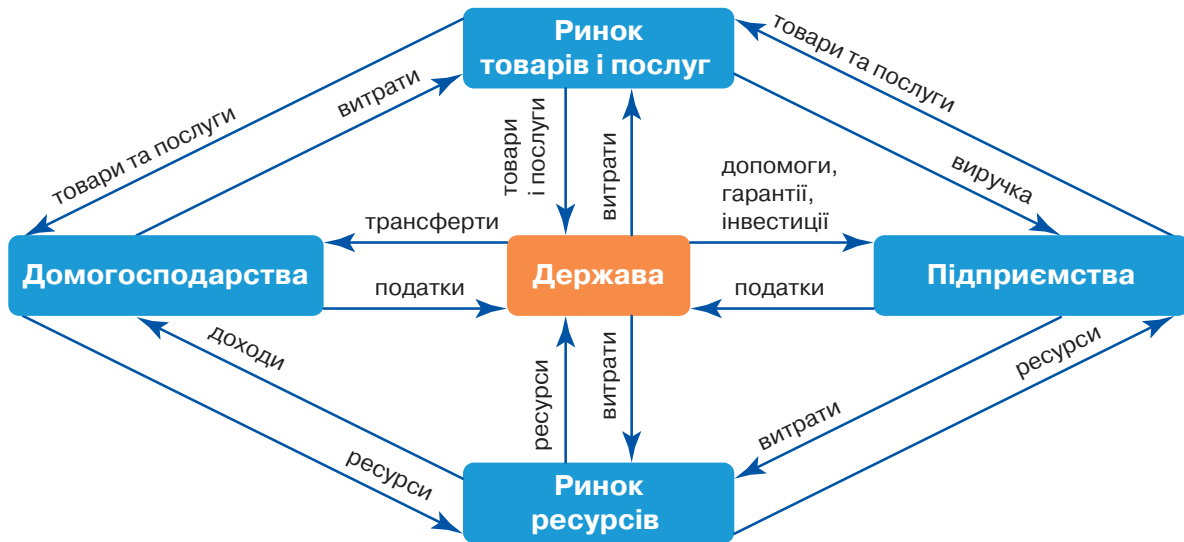 Ринок
товарів і послуг
товари та послуги
витрати
товари та послуги
виручка
товари
і послуги
витрати
допомоги,
гарантії,
інвестиції
трансферти
Домогосподарства
Держава
Підприємства
податки
податки
доходи
ресурси
ресурси
витрати
витрати
ресурси
Ринок
ресурсів